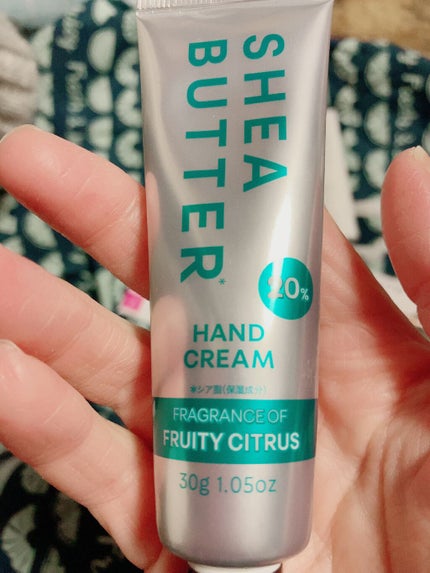 SHEA
BUTTER*
20%
HAND
CREAM
*シア脂(保湿成分)
FRAGRANCE OF
FRUITY CITRUS
30g 1.05oz